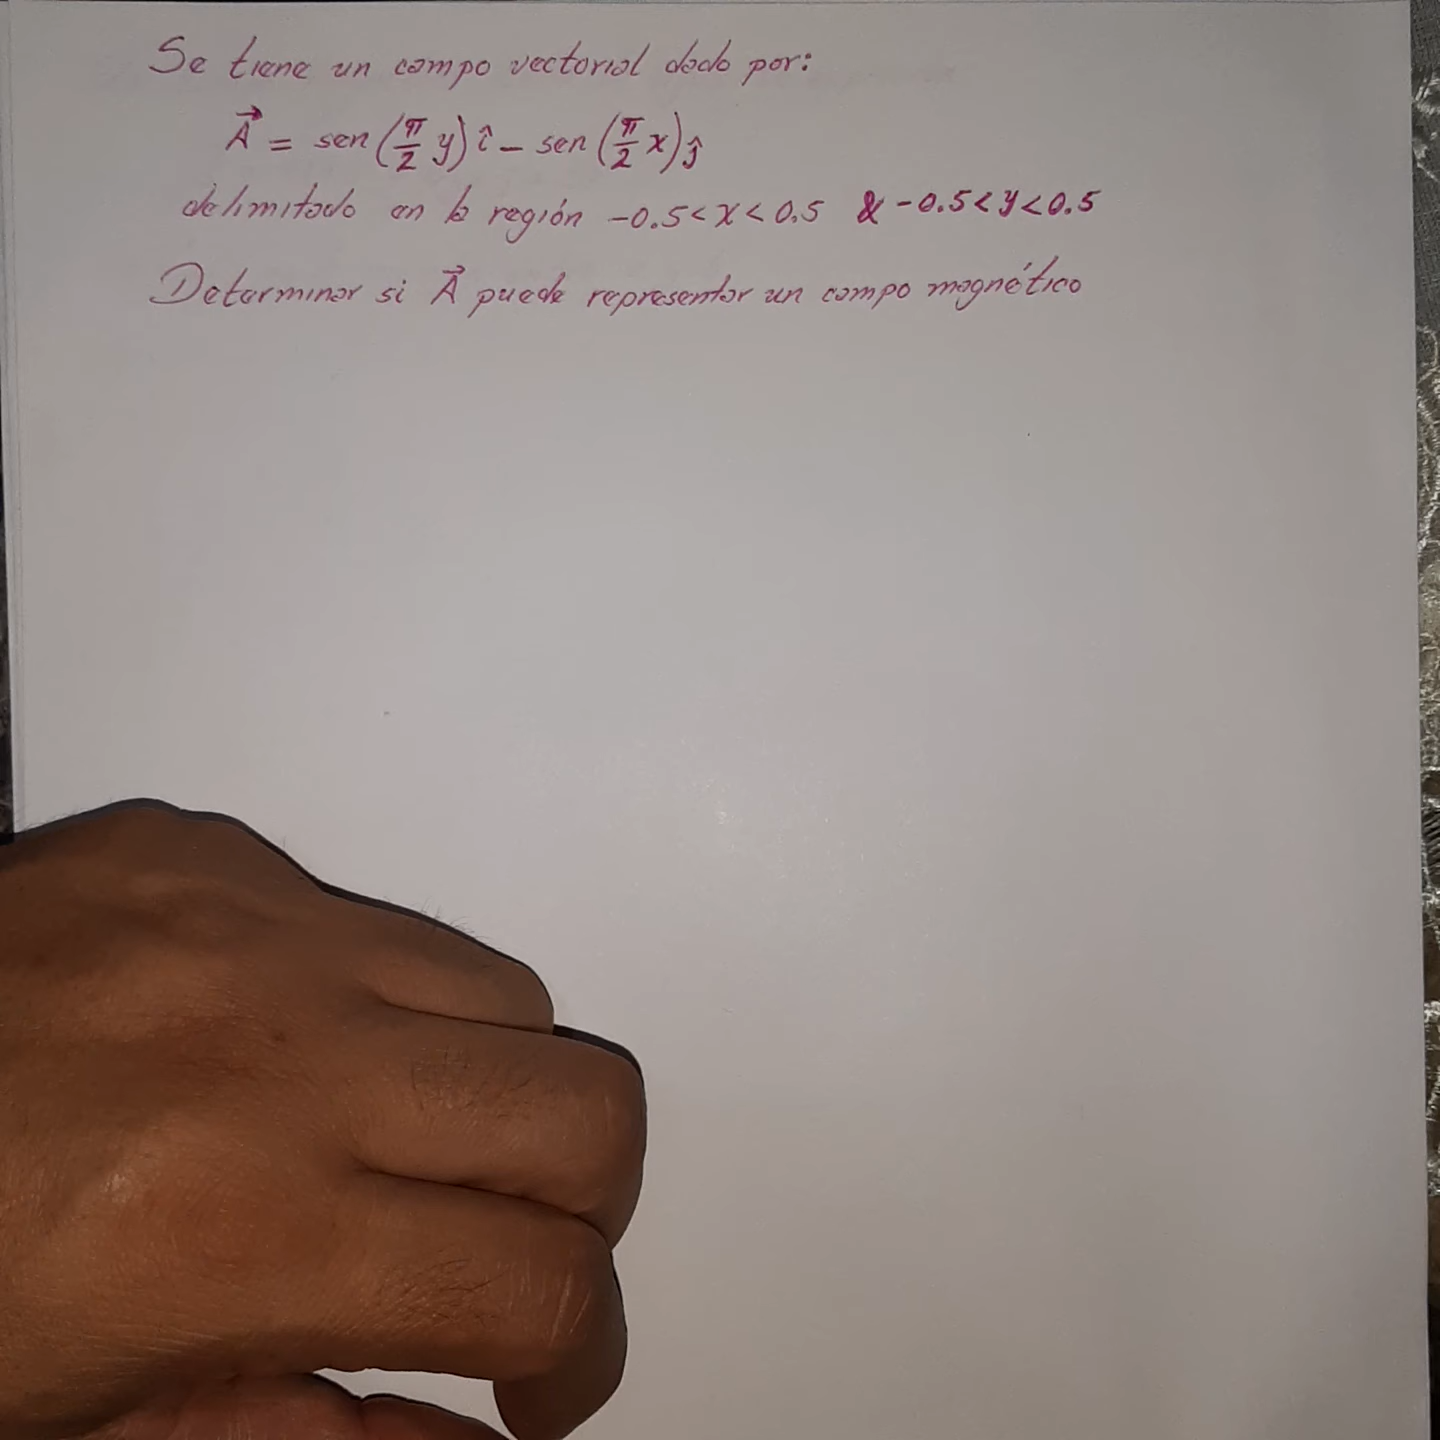 Se tiene un campo vectorial dado por:
A⃗ = sen(π/2 y) î - sen(π/2 x) ĵ
delimitado en la región -0.5 < x < 0.5 & -0.5 < y < 0.5
Determinar si A⃗ puede representar un campo magnético